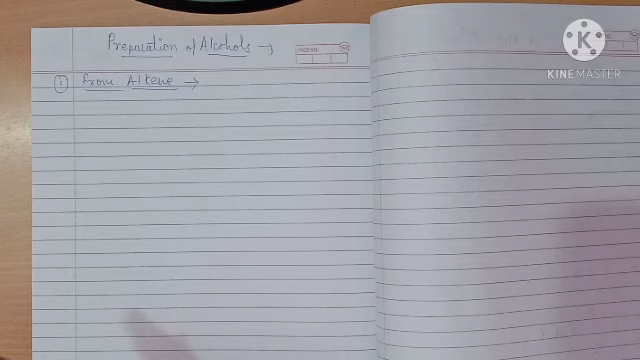 Preparation of Alcohols →
PAGE NO.
① from Alkene →
K
KINEMASTER